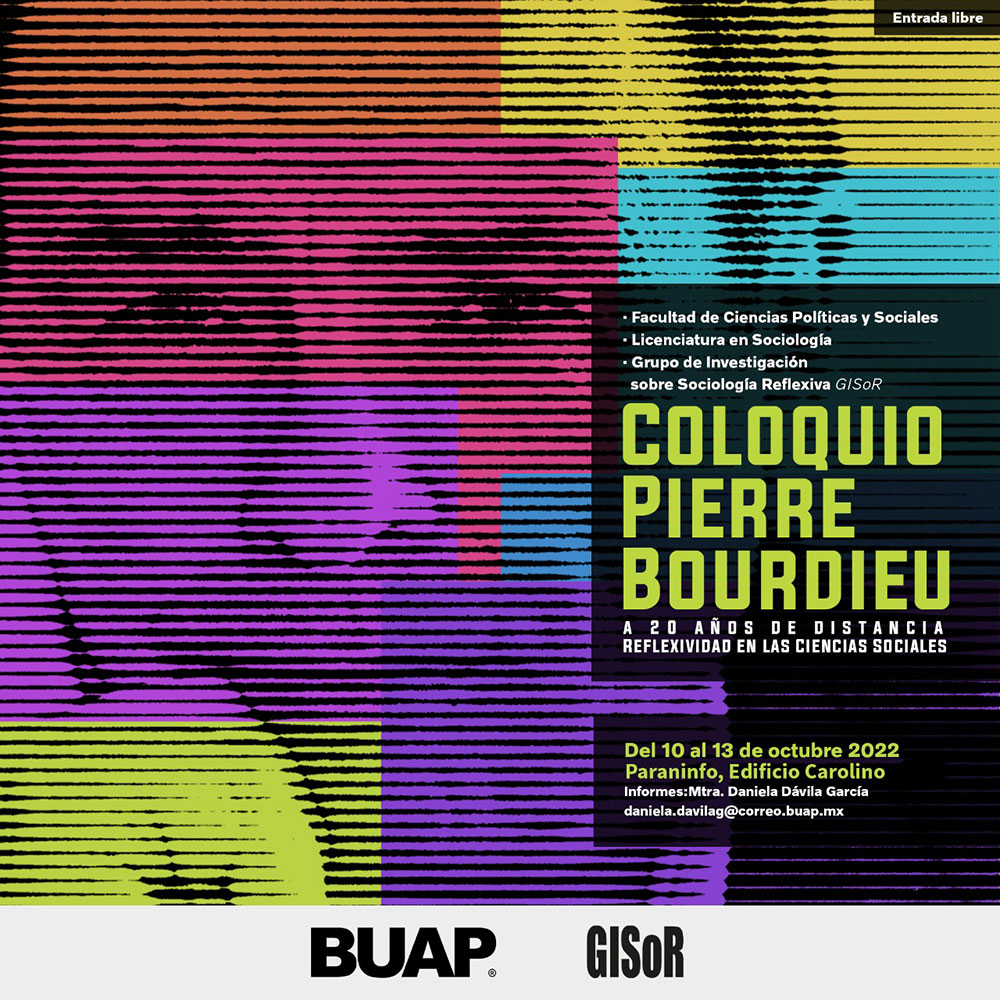 Entrada libre
· Facultad de Ciencias Políticas y Sociales
· Licenciatura en Sociología
· Grupo de Investigación
sobre Sociología Reflexiva GISoR
COLOQUIO
PIERRE
BOURDIEU
A 20 AÑOS DE DISTANCIA
REFLEXIVIDAD EN LAS CIENCIAS SOCIALES
Del 10 al 13 de octubre 2022
Paraninfo, Edificio Carolino
Informes:Mtra. Daniela Dávila García
daniela.davilag@correo.buap.mx
BUAP®
GISoR